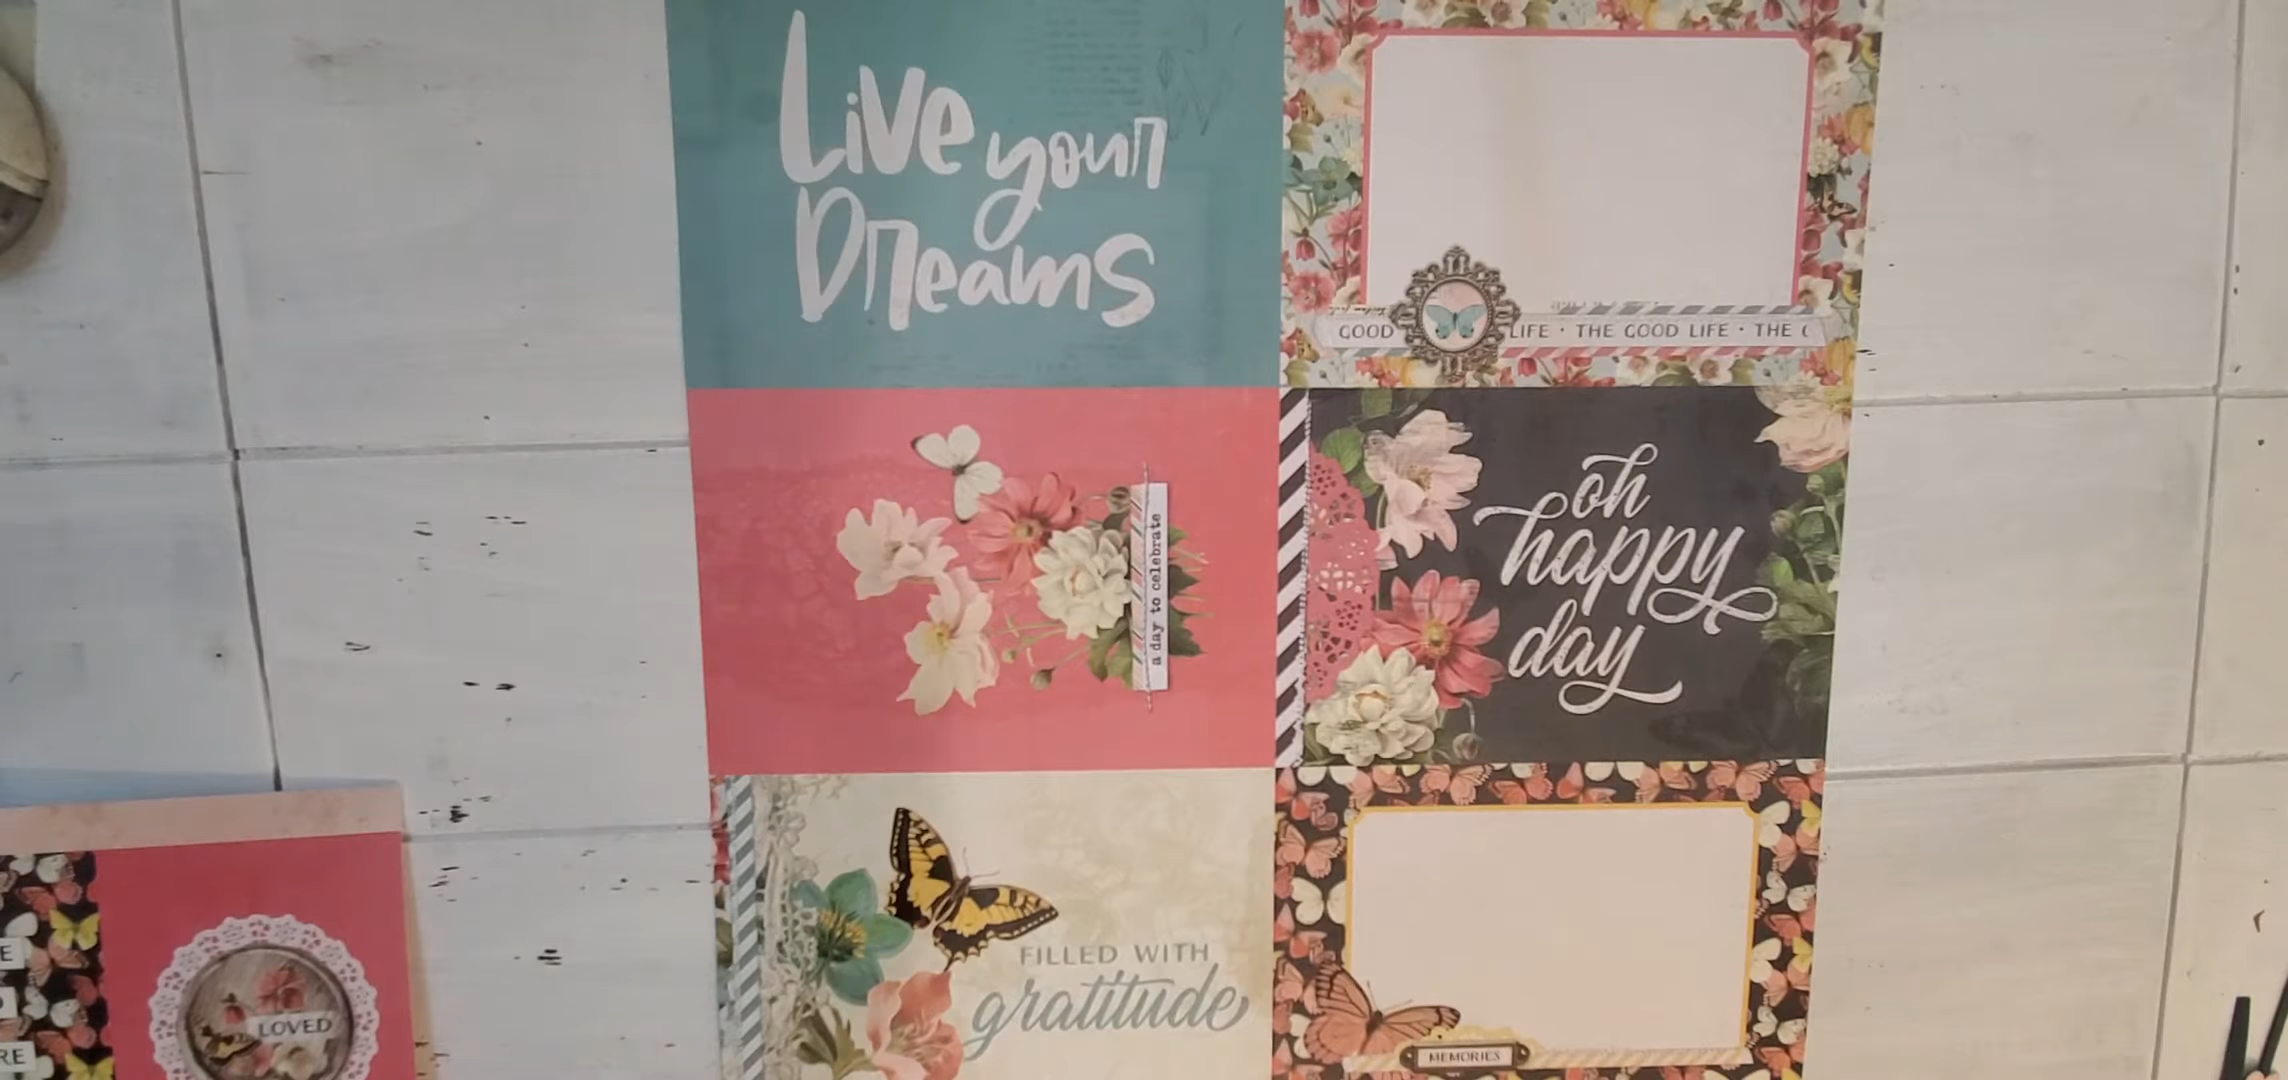 Live your
Dreams
GOOD LIFE · THE GOOD LIFE · THE
a day to celebrate
oh
happy
day
FILLED WITH
gratitude
MEMORIES
LOVED